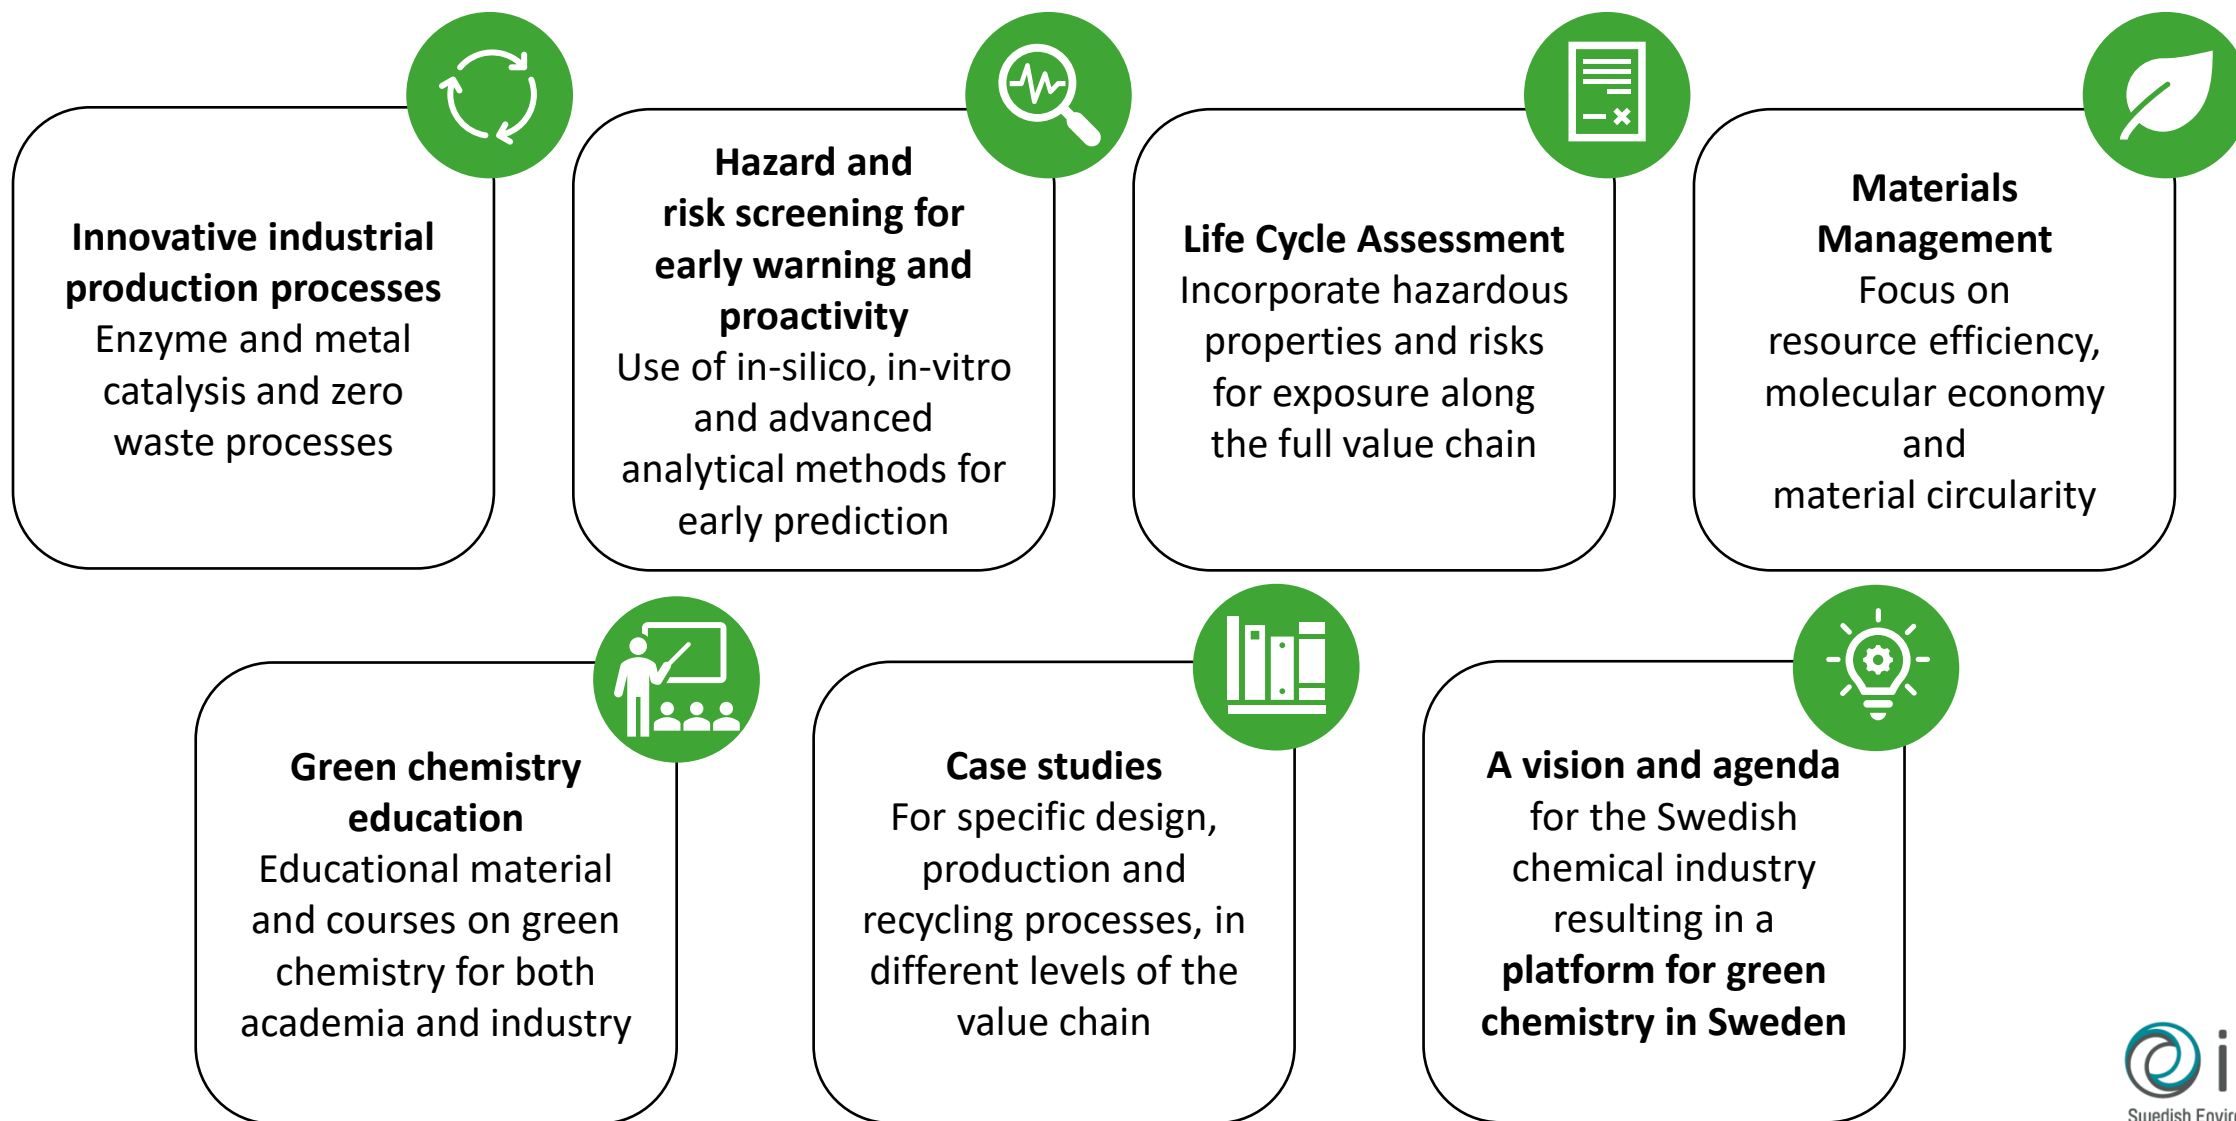 Innovative industrial
production processes
Enzyme and metal
catalysis and zero
waste processes
Hazard and
risk screening for
early warning and
proactivity
Use of in-silico, in-vitro
and advanced
analytical methods for
early prediction
Life Cycle Assessment
Incorporate hazardous
properties and risks
for exposure along
the full value chain
Materials
Management
Focus on
resource efficiency,
molecular economy
and
material circularity
Green chemistry
education
Educational material
and courses on green
chemistry for both
academia and industry
Case studies
For specific design,
production and
recycling processes, in
different levels of the
value chain
A vision and agenda
for the Swedish
chemical industry
resulting in a
platform for green
chemistry in Sweden
Swedish